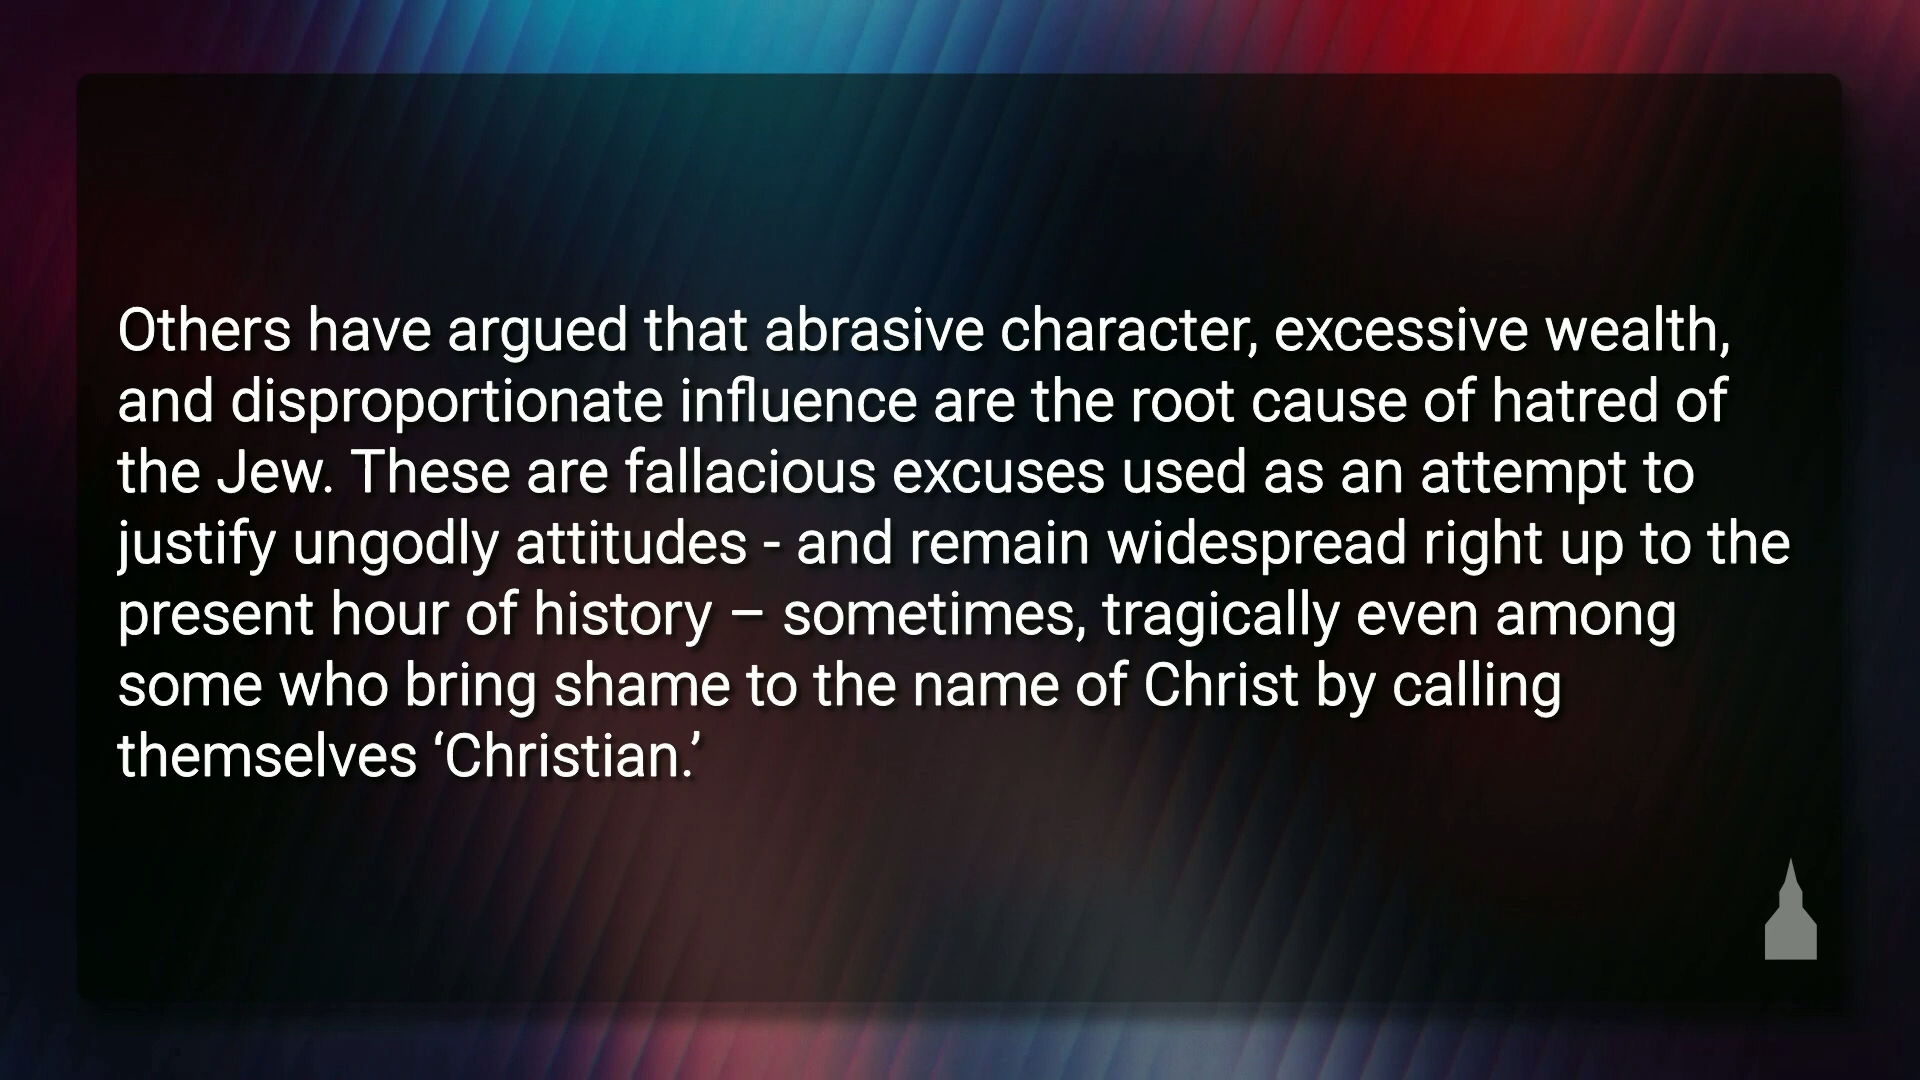 Others have argued that abrasive character, excessive wealth,
and disproportionate influence are the root cause of hatred of
the Jew. These are fallacious excuses used as an attempt to
justify ungodly attitudes - and remain widespread right up to the
present hour of history – sometimes, tragically even among
some who bring shame to the name of Christ by calling
themselves ‘Christian.’